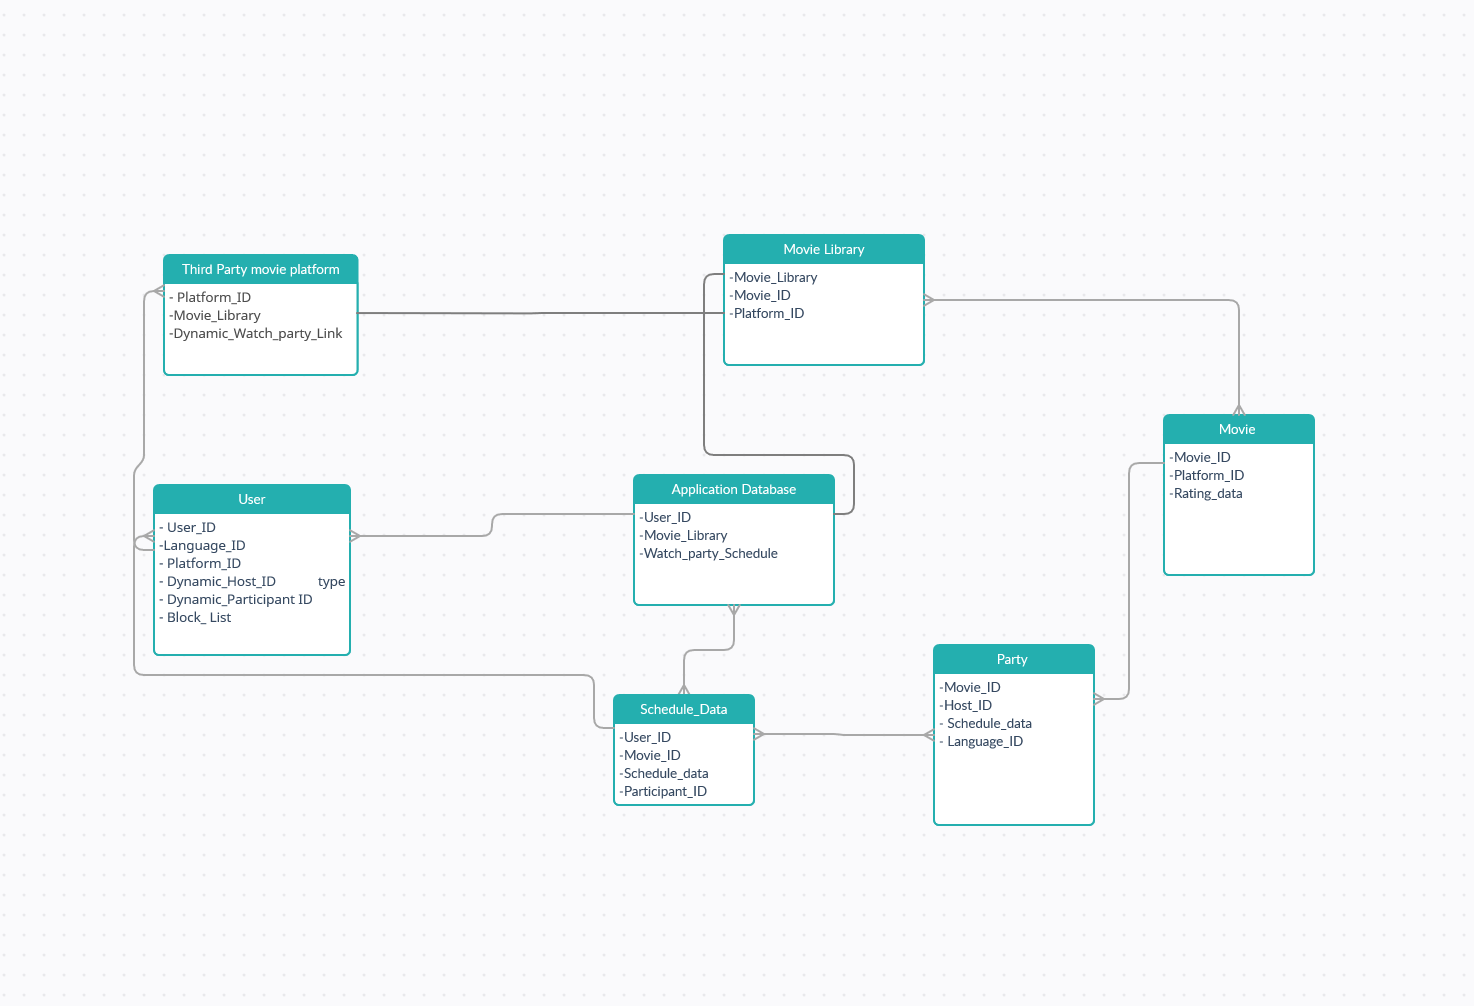 Third Party movie platform
- Platform_ID
-Movie_Library
-Dynamic_Watch_party_Link
Movie Library
-Movie_Library
-Movie_ID
-Platform_ID
Movie
-Movie_ID
-Platform_ID
-Rating_data
User
- User_ID
-Language_ID
- Platform_ID
- Dynamic_Host_ID type
- Dynamic_Participant ID
- Block_ List
Application Database
-User_ID
-Movie_Library
-Watch_party_Schedule
Schedule_Data
-User_ID
-Movie_ID
-Schedule_data
-Participant_ID
Party
-Movie_ID
-Host_ID
- Schedule_data
- Language_ID